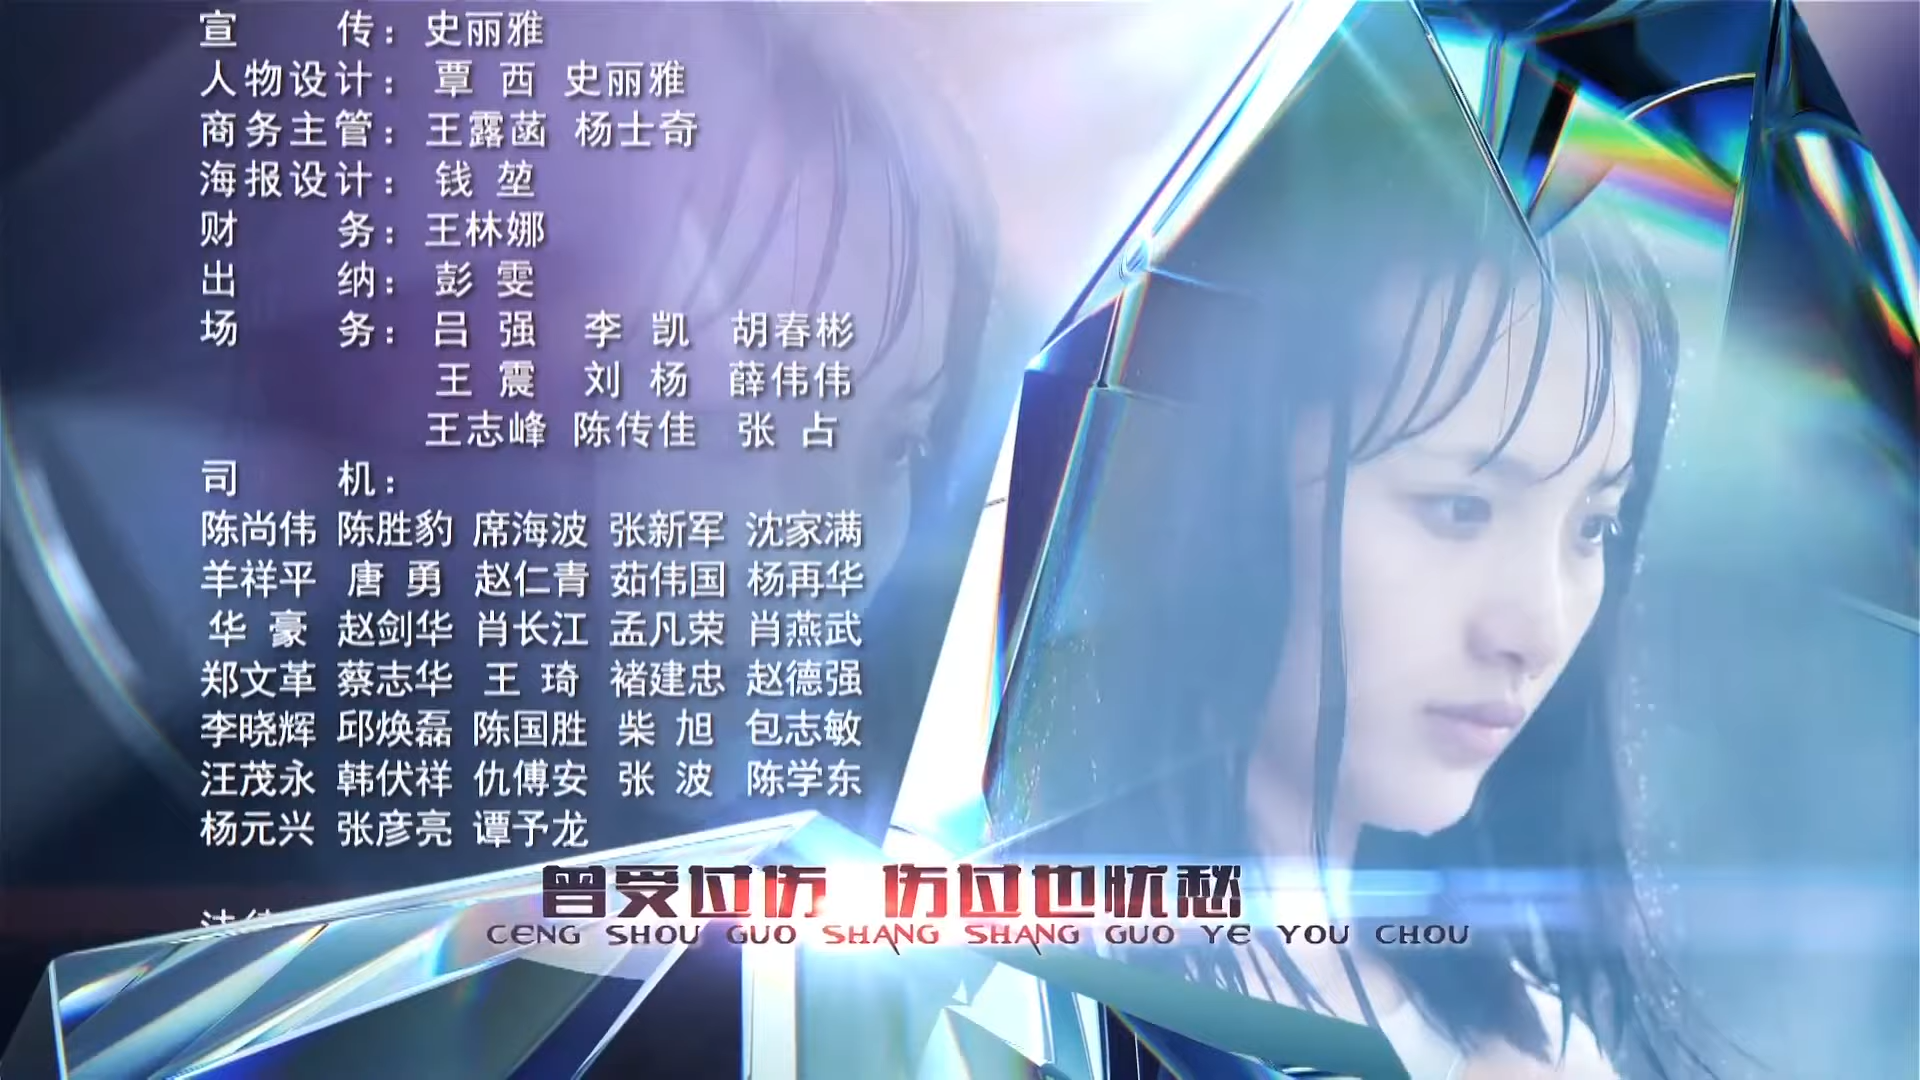 宣 传：史丽雅
人物设计：覃 西 史丽雅
商务主管：王露菡 杨士奇
海报设计：钱 堃
财 务：王林娜
出 纳：彭 雯
场 务：吕 强 李 凯 胡春彬
王 震 刘 杨 薛伟伟
王志峰 陈传佳 张 占
司 机：
陈尚伟 陈胜豹 席海波 张新军 沈家满
羊祥平 唐 勇 赵仁青 茹伟国 杨再华
华 豪 赵剑华 肖长江 孟凡荣 肖燕武
郑文革 蔡志华 王 琦 褚建忠 赵德强
李晓辉 邱焕磊 陈国胜 柴 旭 包志敏
汪茂永 韩伏祥 仇傅安 张 波 陈学东
杨元兴 张彦亮 谭予龙
曾受过伤 伤过也忧愁
CENG SHOU GUO SHANG SHANG GUO YE YOU CHOU